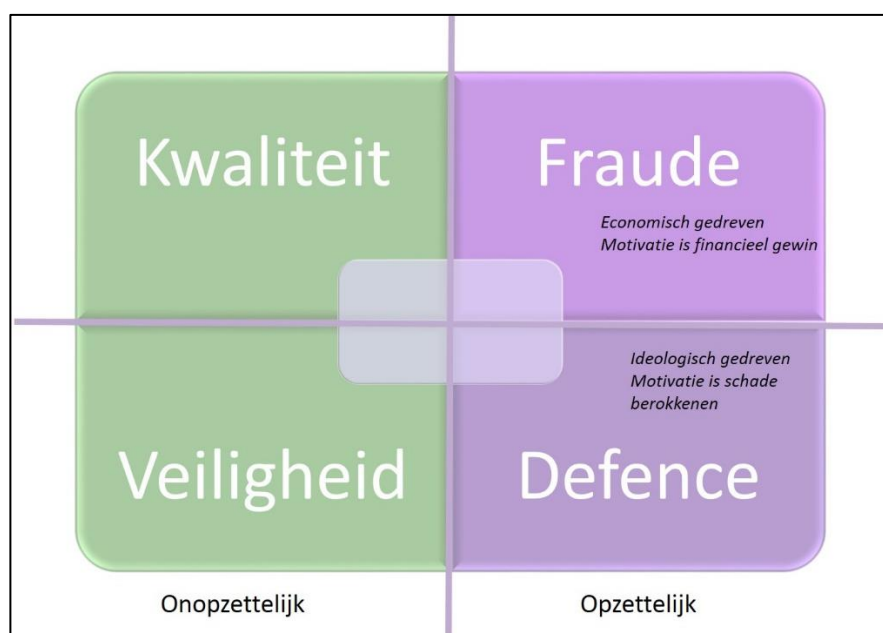 Kwaliteit
Fraude
Economisch gedreven
Motivatie is financieel gewin
Ideologisch gedreven
Motivatie is schade
berokkenen
Veiligheid
Defence
Onopzettelijk
Opzettelijk